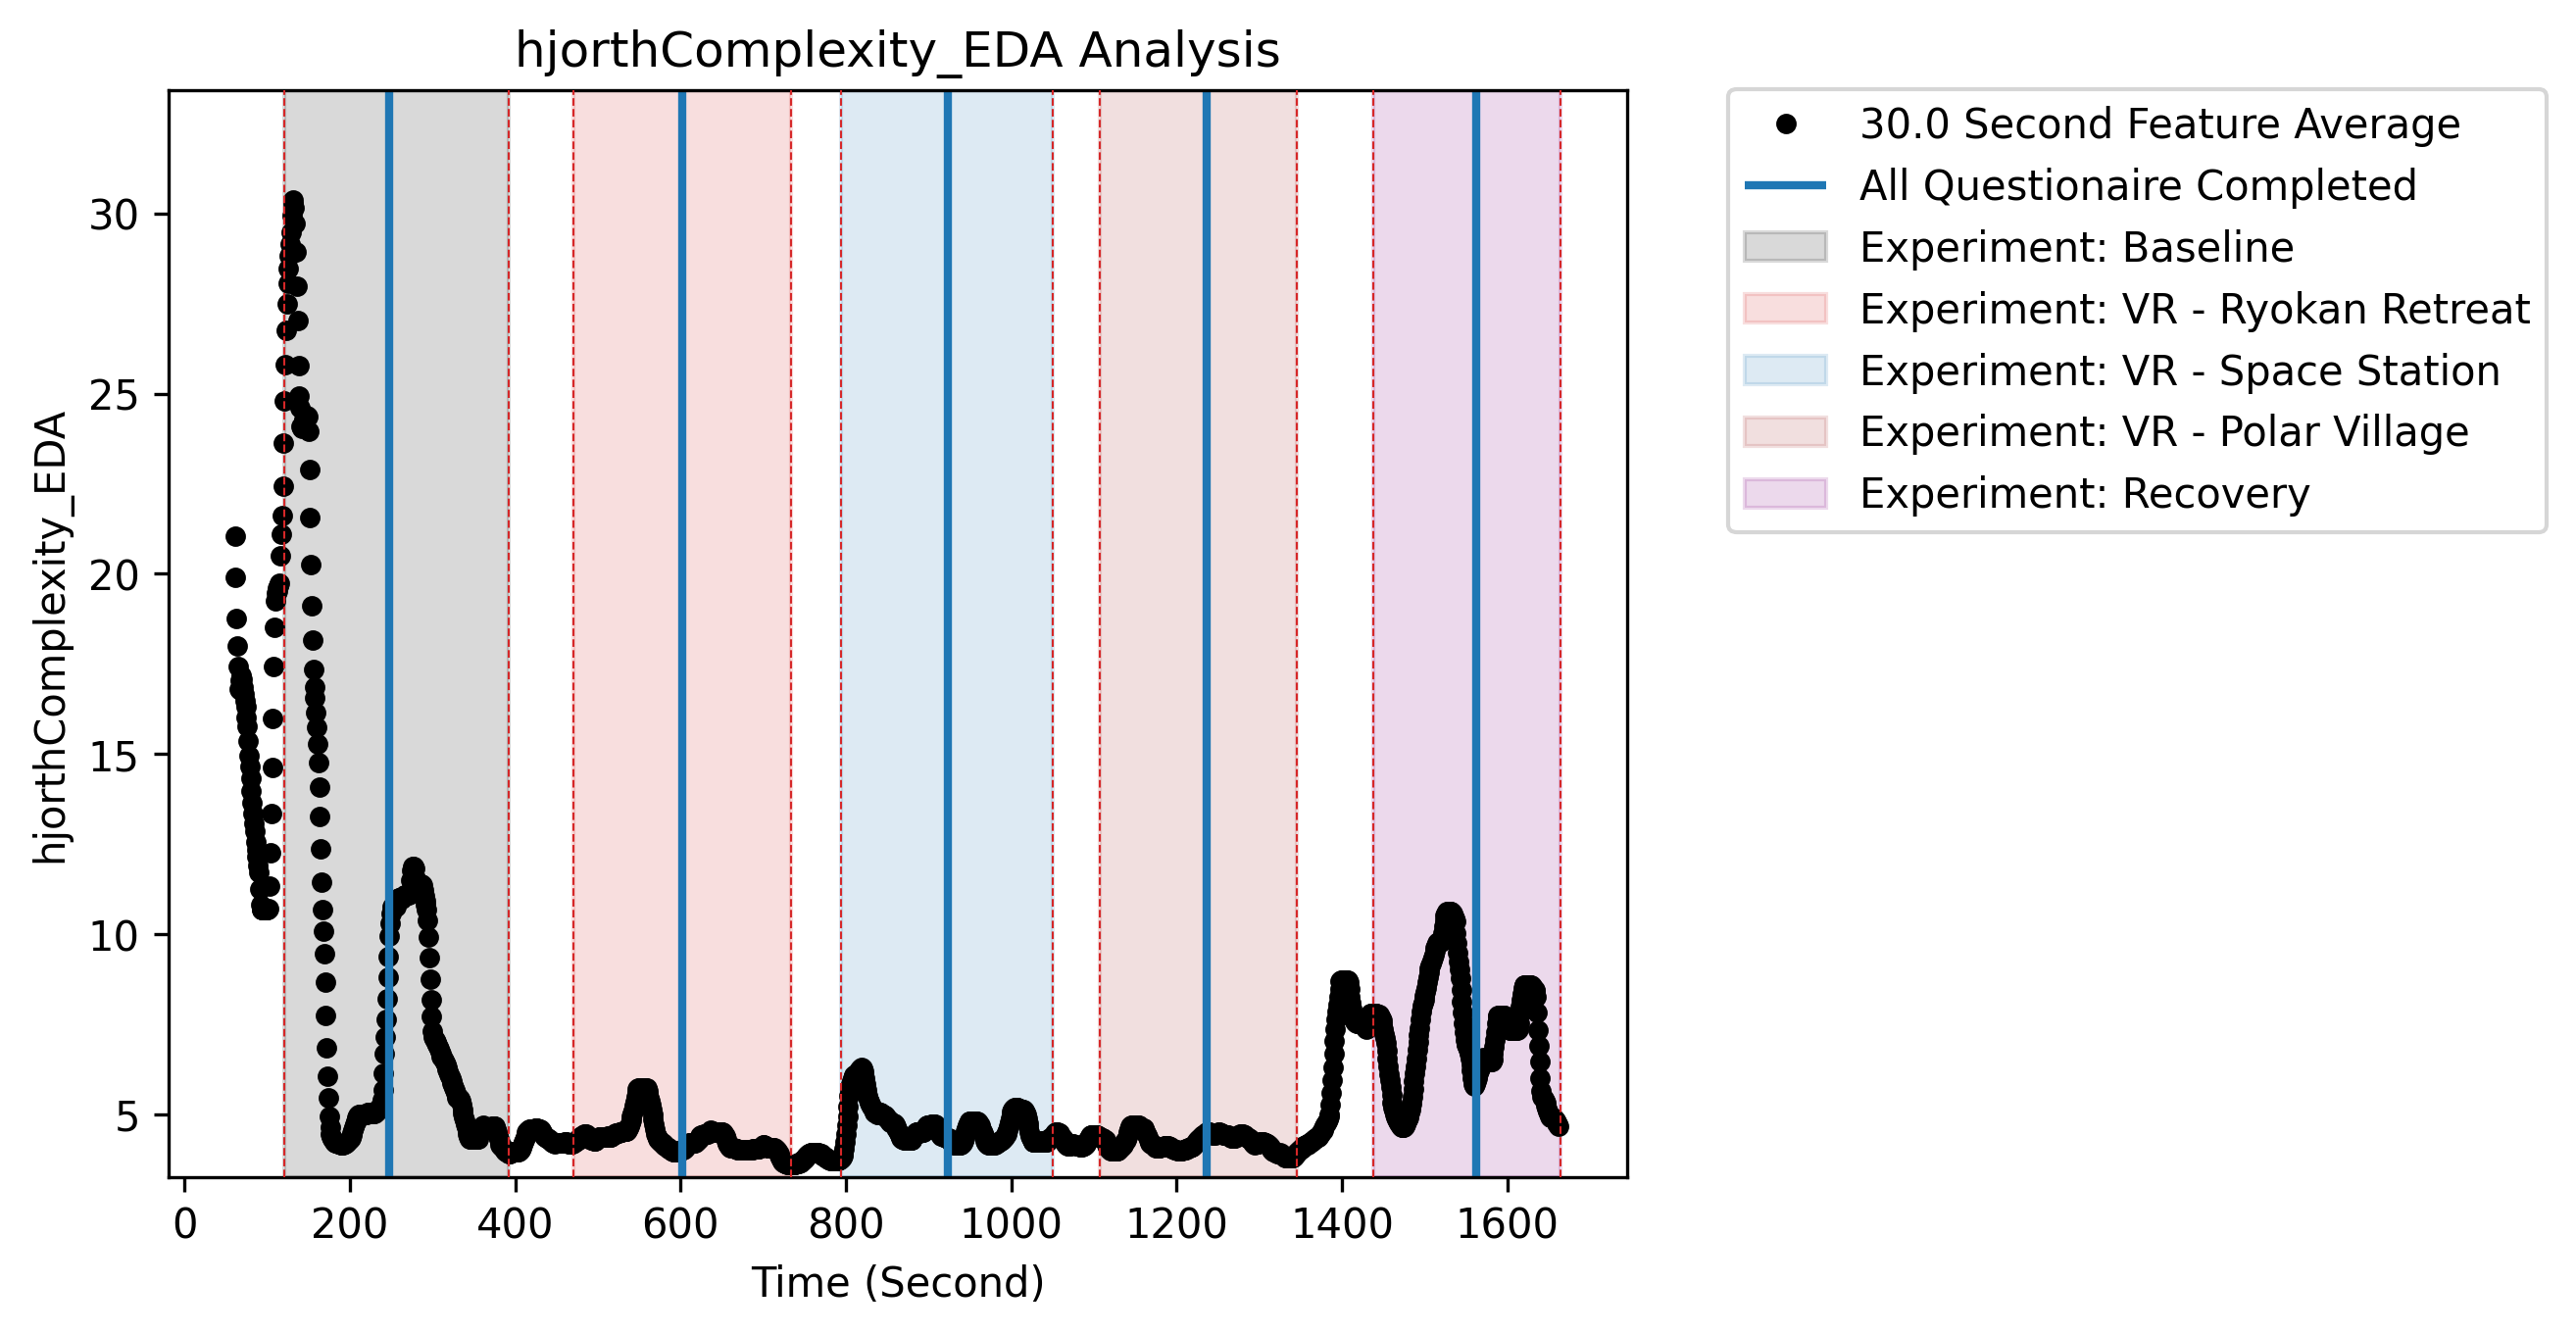 hjorthComplexity_EDA Analysis
hjorthComplexity_EDA
30
25
20
15
10
5
0
200
400
600
800
1000
1200
1400
1600
Time (Second)
30.0 Second Feature Average
All Questionaire Completed
Experiment: Baseline
Experiment: VR - Ryokan Retreat
Experiment: VR - Space Station
Experiment: VR - Polar Village
Experiment: Recovery